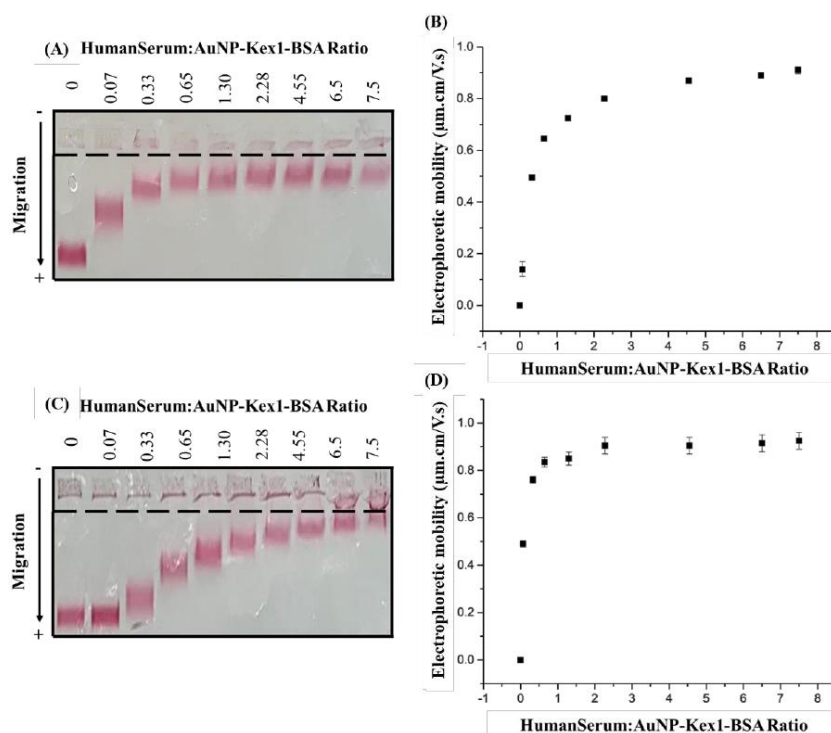 (A) HumanSerum:AuNP-Kex1-BSA Ratio
0 0.07 0.33 0.65 1.30 2.28 4.55 6.5 7.5
-
Migration
+
(B)
Electrophoretic mobility (µm.cm/V.s)
1.0
0.8
0.6
0.4
0.2
0.0
-1 0 1 2 3 4 5 6 7 8
HumanSerum:AuNP-Kex1-BSA Ratio
(C) HumanSerum:AuNP-Kex1-BSA Ratio
0 0.07 0.33 0.65 1.30 2.28 4.55 6.5 7.5
-
Migration
+
(D)
Electrophoretic mobility (µm.cm/V.s)
1.0
0.8
0.6
0.4
0.2
0.0
-1 0 1 2 3 4 5 6 7 8
HumanSerum:AuNP-Kex1-BSA Ratio